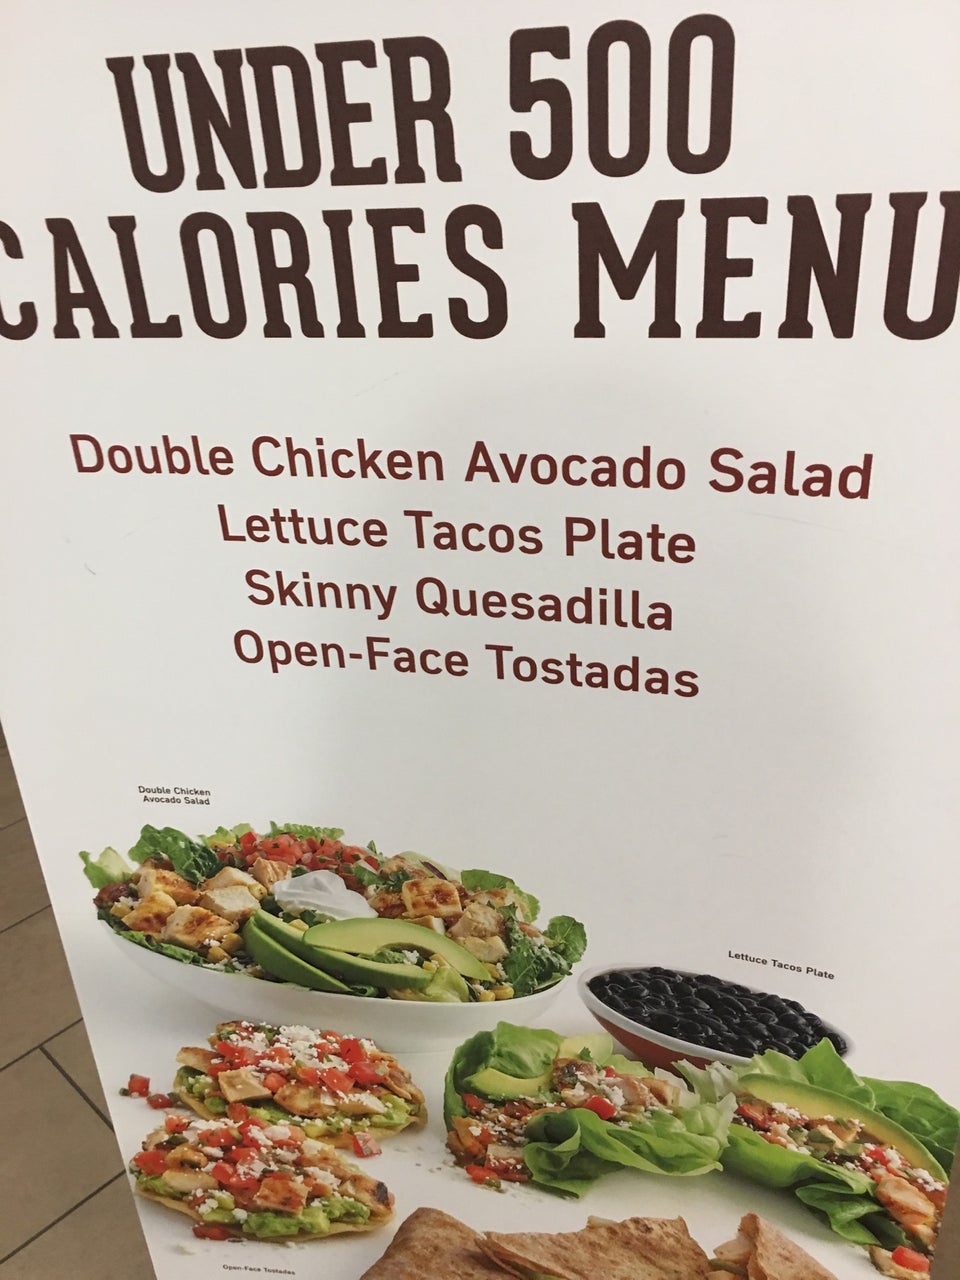 UNDER 500
CALORIES MENU
Double Chicken Avocado Salad
Lettuce Tacos Plate
Skinny Quesadilla
Open-Face Tostadas
Double Chicken
Avocado Salad
Lettuce Tacos Plate
Open-Face Tostadas